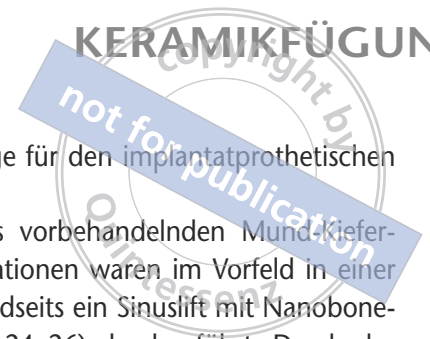 KERAMIKFÜGUN
ge für den implantatprothetischen
s vorbehandelnden Mund-Kiefer-
ationen waren im Vorfeld in einer
dseits ein Sinuslift mit Nanobone-
copyright by
not for publication
Quintessenz